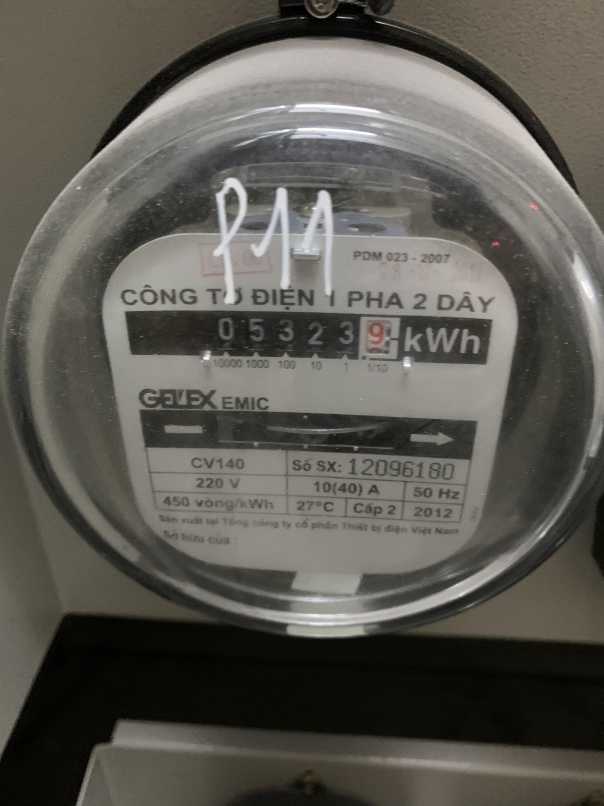 P11
PDM 023 - 2007
CÔNG TƠ ĐIỆN 1 PHA 2 DÂY
0 5 3 2 3 9 kWh
10000 1000 100 10 1 1/10
GELEX EMIC
CV140 Số SX: 12096180
220 V 10(40) A 50 Hz
450 vòng/kWh 27°C Cấp 2 2012
Sản xuất tại Tổng công ty cổ phần Thiết bị điện Việt Nam
Sở hữu của :